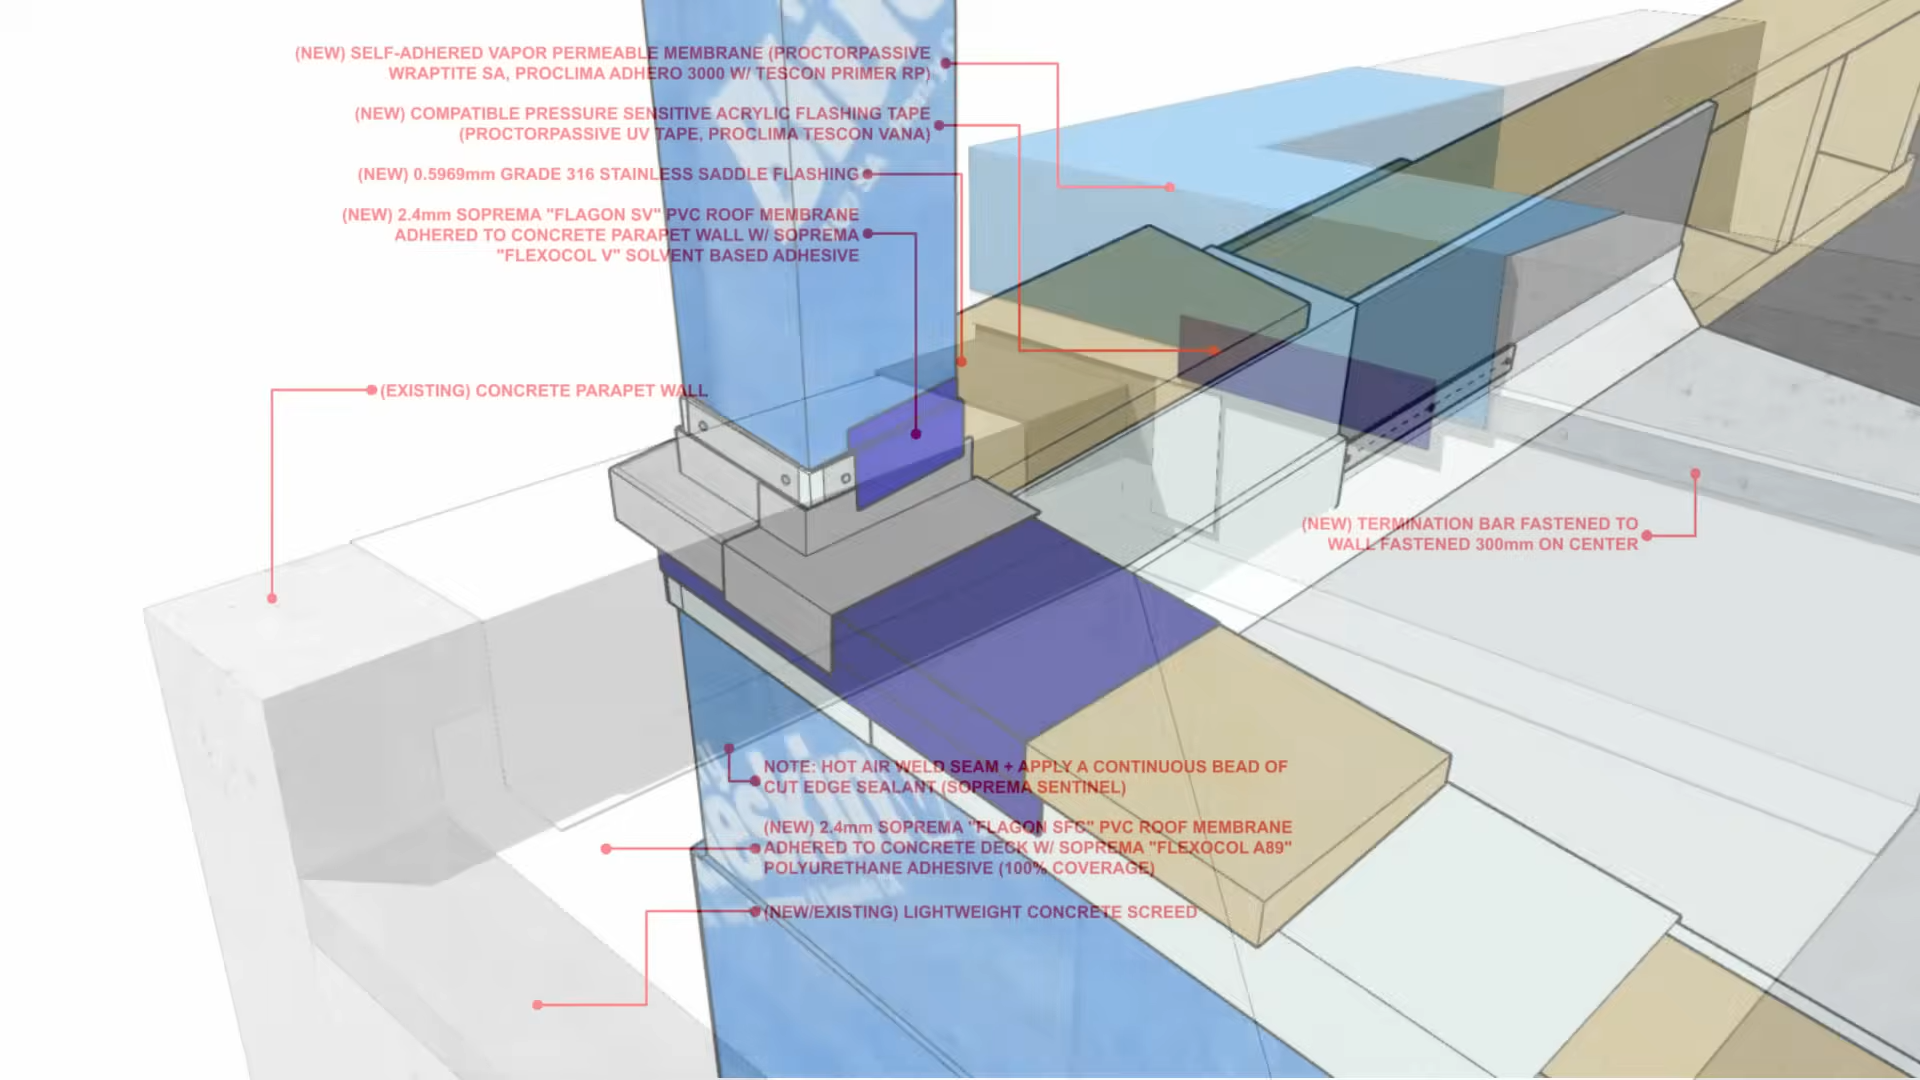 (NEW) SELF-ADHERED VAPOR PERMEABLE MEMBRANE (PROCTORPASSIVE
WRAPTITE SA, PROCLIMA ADHERO 3000 W/ TESCON PRIMER RP)
(NEW) COMPATIBLE PRESSURE SENSITIVE ACRYLIC FLASHING TAPE
(PROCTORPASSIVE UV TAPE, PROCLIMA TESCON VANA)
(NEW) 0.5969mm GRADE 316 STAINLESS SADDLE FLASHING
(NEW) 2.4mm SOPREMA "FLAGON SV" PVC ROOF MEMBRANE
ADHERED TO CONCRETE PARAPET WALL W/ SOPREMA
"FLEXOCOL V" SOLVENT BASED ADHESIVE
(EXISTING) CONCRETE PARAPET WALL
(NEW) TERMINATION BAR FASTENED TO
WALL FASTENED 300mm ON CENTER
NOTE: HOT AIR WELD SEAM + APPLY A CONTINUOUS BEAD OF
CUT EDGE SEALANT (SOPREMA SENTINEL)
(NEW) 2.4mm SOPREMA "FLAGON SFC" PVC ROOF MEMBRANE
ADHERED TO CONCRETE DECK W/ SOPREMA "FLEXOCOL A89"
POLYURETHANE ADHESIVE (100% COVERAGE)
(NEW/EXISTING) LIGHTWEIGHT CONCRETE SCREED